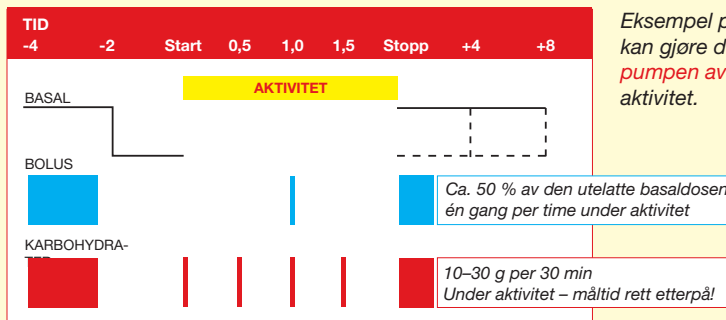 TID
-4 -2 Start 0,5 1,0 1,5 Stopp +4 +8
AKTIVITET
BASAL
BOLUS
Ca. 50 % av den utelatte basaldosen
én gang per time under aktivitet
KARBOHYDRA-
10–30 g per 30 min
Under aktivitet – måltid rett etterpå!
Eksempel
kan gjøre
pumpen av
aktivitet.